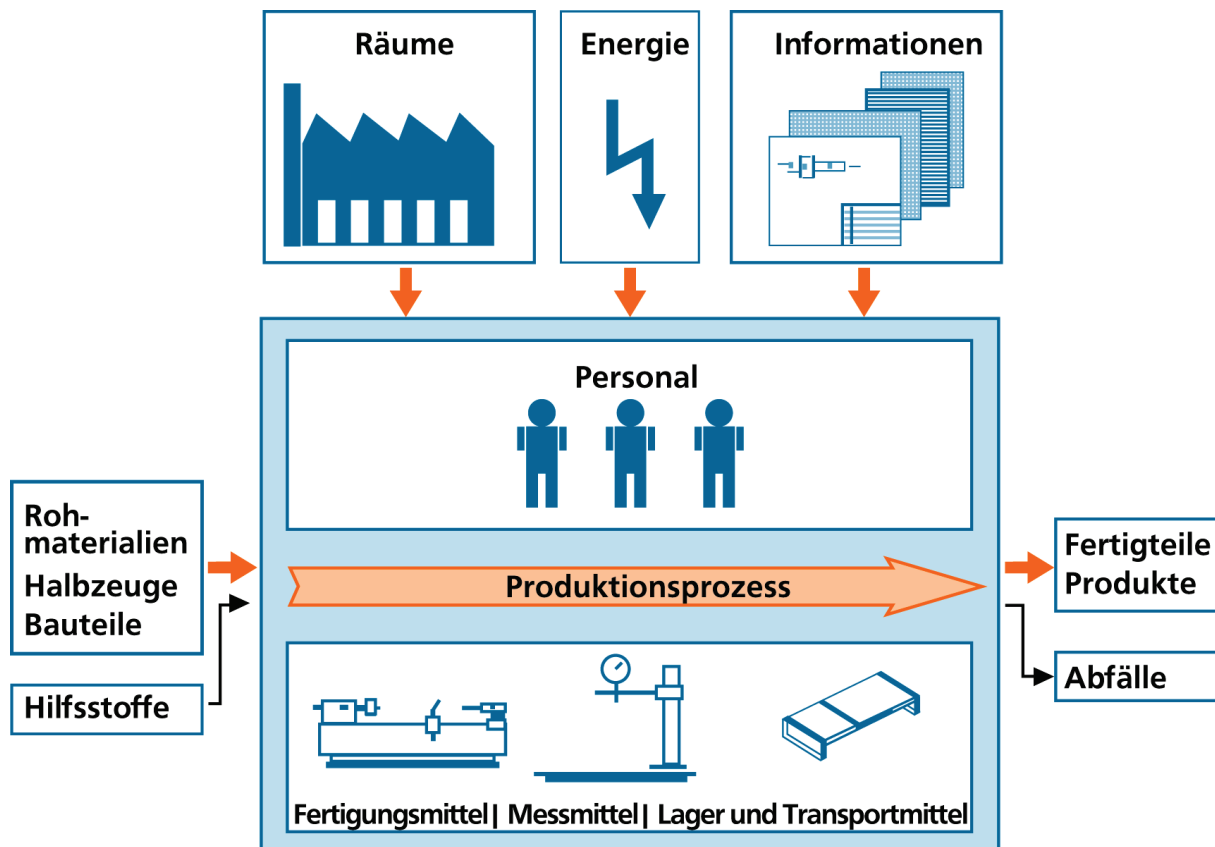 Räume
Energie
Informationen
Personal
Roh-
materialien
Halbzeuge
Bauteile
Hilfsstoffe
Produktionsprozess
Fertigteile
Produkte
Abfälle
Fertigungsmittel| Messmittel| Lager und Transportmittel